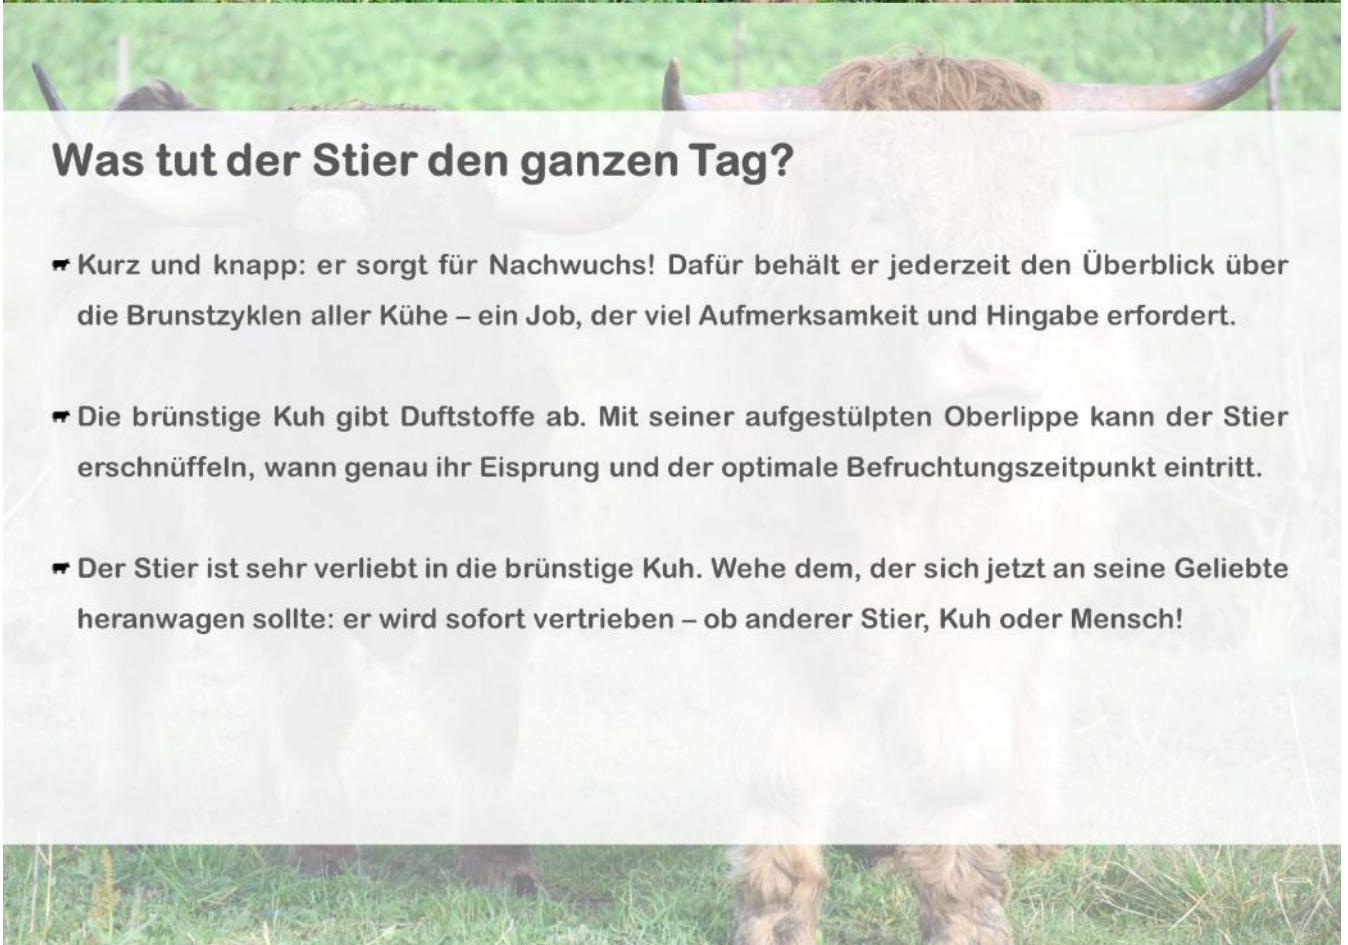 Was tut der Stier den ganzen Tag?
Kurz und knapp: er sorgt für Nachwuchs! Dafür behält er jederzeit den Überblick über
die Brunstzyklen aller Kühe – ein Job, der viel Aufmerksamkeit und Hingabe erfordert.
Die brünstige Kuh gibt Duftstoffe ab. Mit seiner aufgestülpten Oberlippe kann der Stier
erschnüffeln, wann genau ihr Eisprung und der optimale Befruchtungszeitpunkt eintritt.
Der Stier ist sehr verliebt in die brünstige Kuh. Wehe dem, der sich jetzt an seine Geliebte
heranwagen sollte: er wird sofort vertrieben – ob anderer Stier, Kuh oder Mensch!